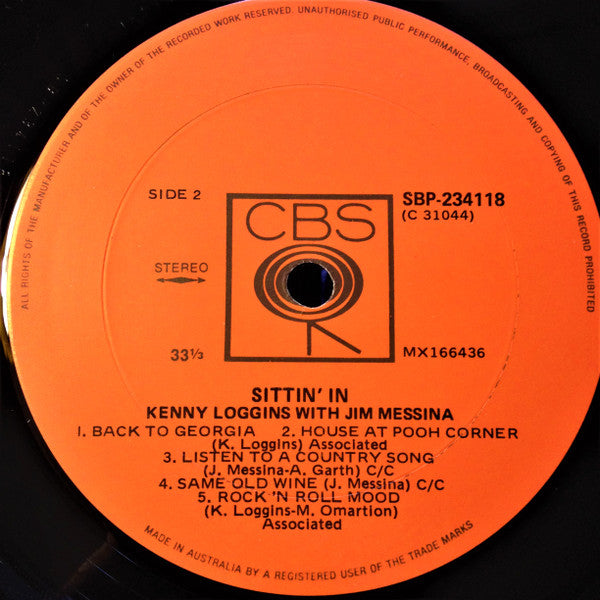 ALL RIGHTS OF THE MANUFACTURER AND OF THE OWNER OF THE RECORDED WORK RESERVED. UNAUTHORISED PUBLIC PERFORMANCE, BROADCASTING AND COPYING OF THIS RECORD PROHIBITED
SIDE 2
CBS
SBP-234118
(C 31044)
STEREO
33⅓
MX166436
SITTIN' IN
KENNY LOGGINS WITH JIM MESSINA
1. BACK TO GEORGIA 2. HOUSE AT POOH CORNER
(K. Loggins) Associated
3. LISTEN TO A COUNTRY SONG
(J. Messina-A. Garth) C/C
4. SAME OLD WINE (J. Messina) C/C
5. ROCK 'N ROLL MOOD
(K. Loggins-M. Omartion)
Associated
MADE IN AUSTRALIA BY A REGISTERED USER OF THE TRADE MARKS